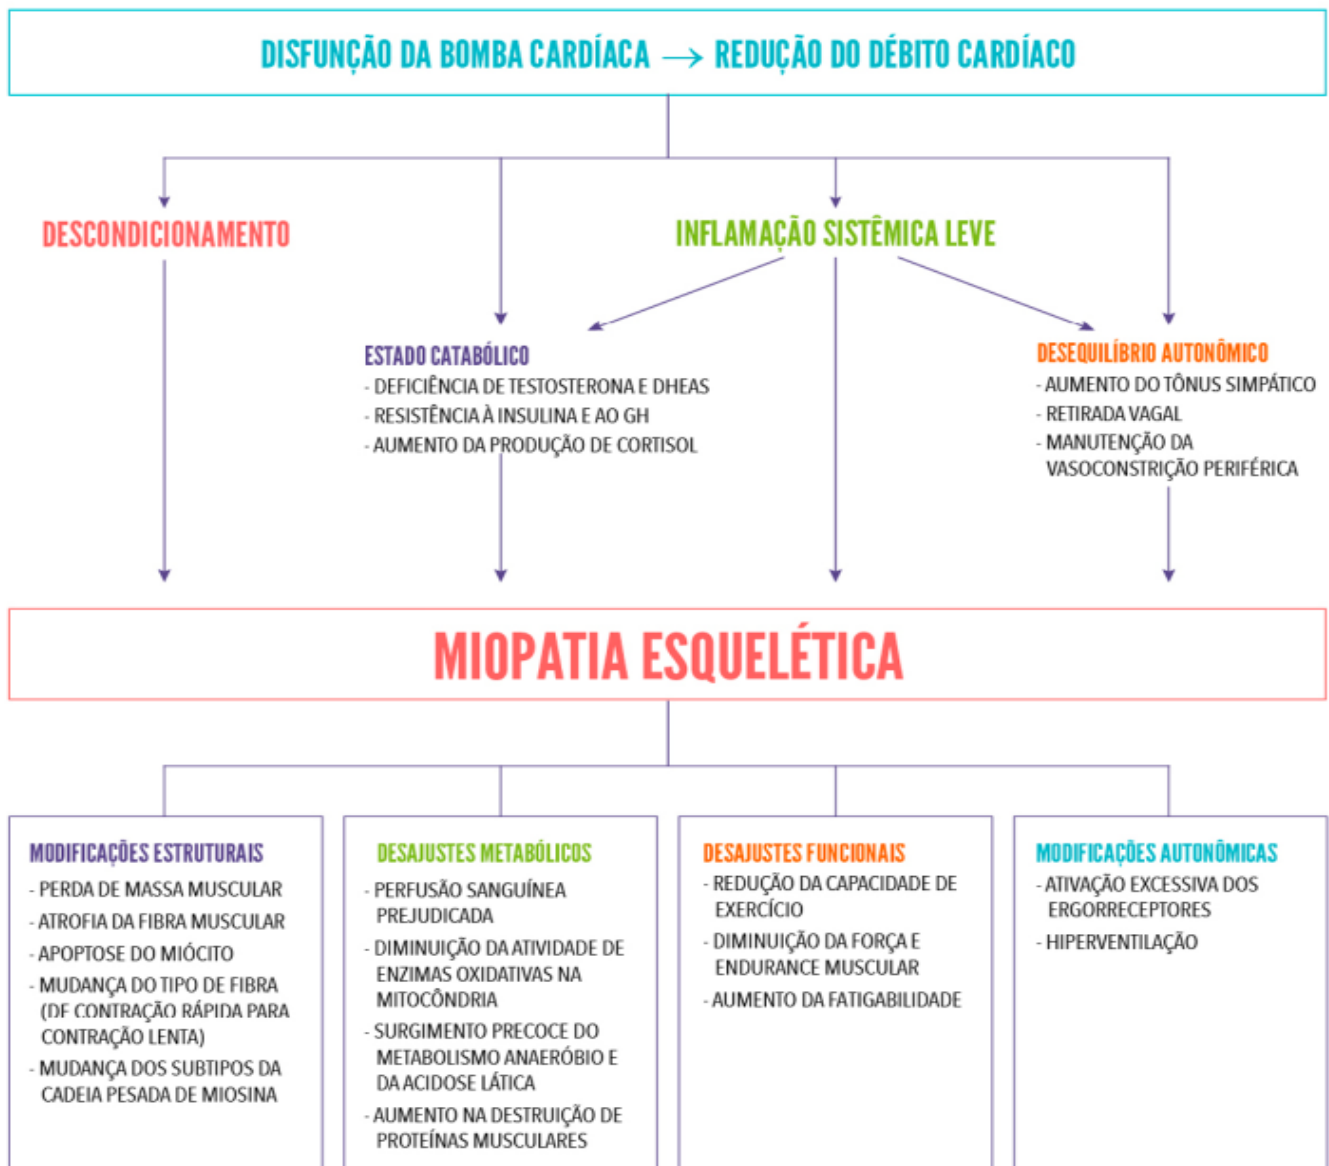 DISFUNÇÃO DA BOMBA CARDÍACA → REDUÇÃO DO DÉBITO CARDÍACO
DESCONDICIONAMENTO
INFLAMAÇÃO SISTÊMICA LEVE
ESTADO CATABÓLICO
- DEFICIÊNCIA DE TESTOSTERONA E DHEAS
- RESISTÊNCIA À INSULINA E AO GH
- AUMENTO DA PRODUÇÃO DE CORTISOL
DESEQUILÍBRIO AUTONÔMICO
- AUMENTO DO TÔNUS SIMPÁTICO
- RETIRADA VAGAL
- MANUTENÇÃO DA
VASOCONSTRIÇÃO PERIFÉRICA
MIOPATIA ESQUELÉTICA
MODIFICAÇÕES ESTRUTURAIS
- PERDA DE MASSA MUSCULAR
- ATROFIA DA FIBRA MUSCULAR
- APOPTOSE DO MIÓCITO
- MUDANÇA DO TIPO DE FIBRA
(DE CONTRAÇÃO RÁPIDA PARA
CONTRAÇÃO LENTA)
- MUDANÇA DOS SUBTIPOS DA
CADEIA PESADA DE MIOSINA
DESAJUSTES METABÓLICOS
- PERFUSÃO SANGUÍNEA
PREJUDICADA
- DIMINUIÇÃO DA ATIVIDADE DE
ENZIMAS OXIDATIVAS NA
MITOCÔNDRIA
- SURGIMENTO PRECOCE DO
METABOLISMO ANAERÓBIO E
DA ACIDOSE LÁTICA
- AUMENTO NA DESTRUIÇÃO DE
PROTEÍNAS MUSCULARES
DESAJUSTES FUNCIONAIS
- REDUÇÃO DA CAPACIDADE DE
EXERCÍCIO
- DIMINUIÇÃO DA FORÇA E
ENDURANCE MUSCULAR
- AUMENTO DA FATIGABILIDADE
MODIFICAÇÕES AUTONÔMICAS
- ATIVAÇÃO EXCESSIVA DOS
ERGORRECEPTORES
- HIPERVENTILAÇÃO